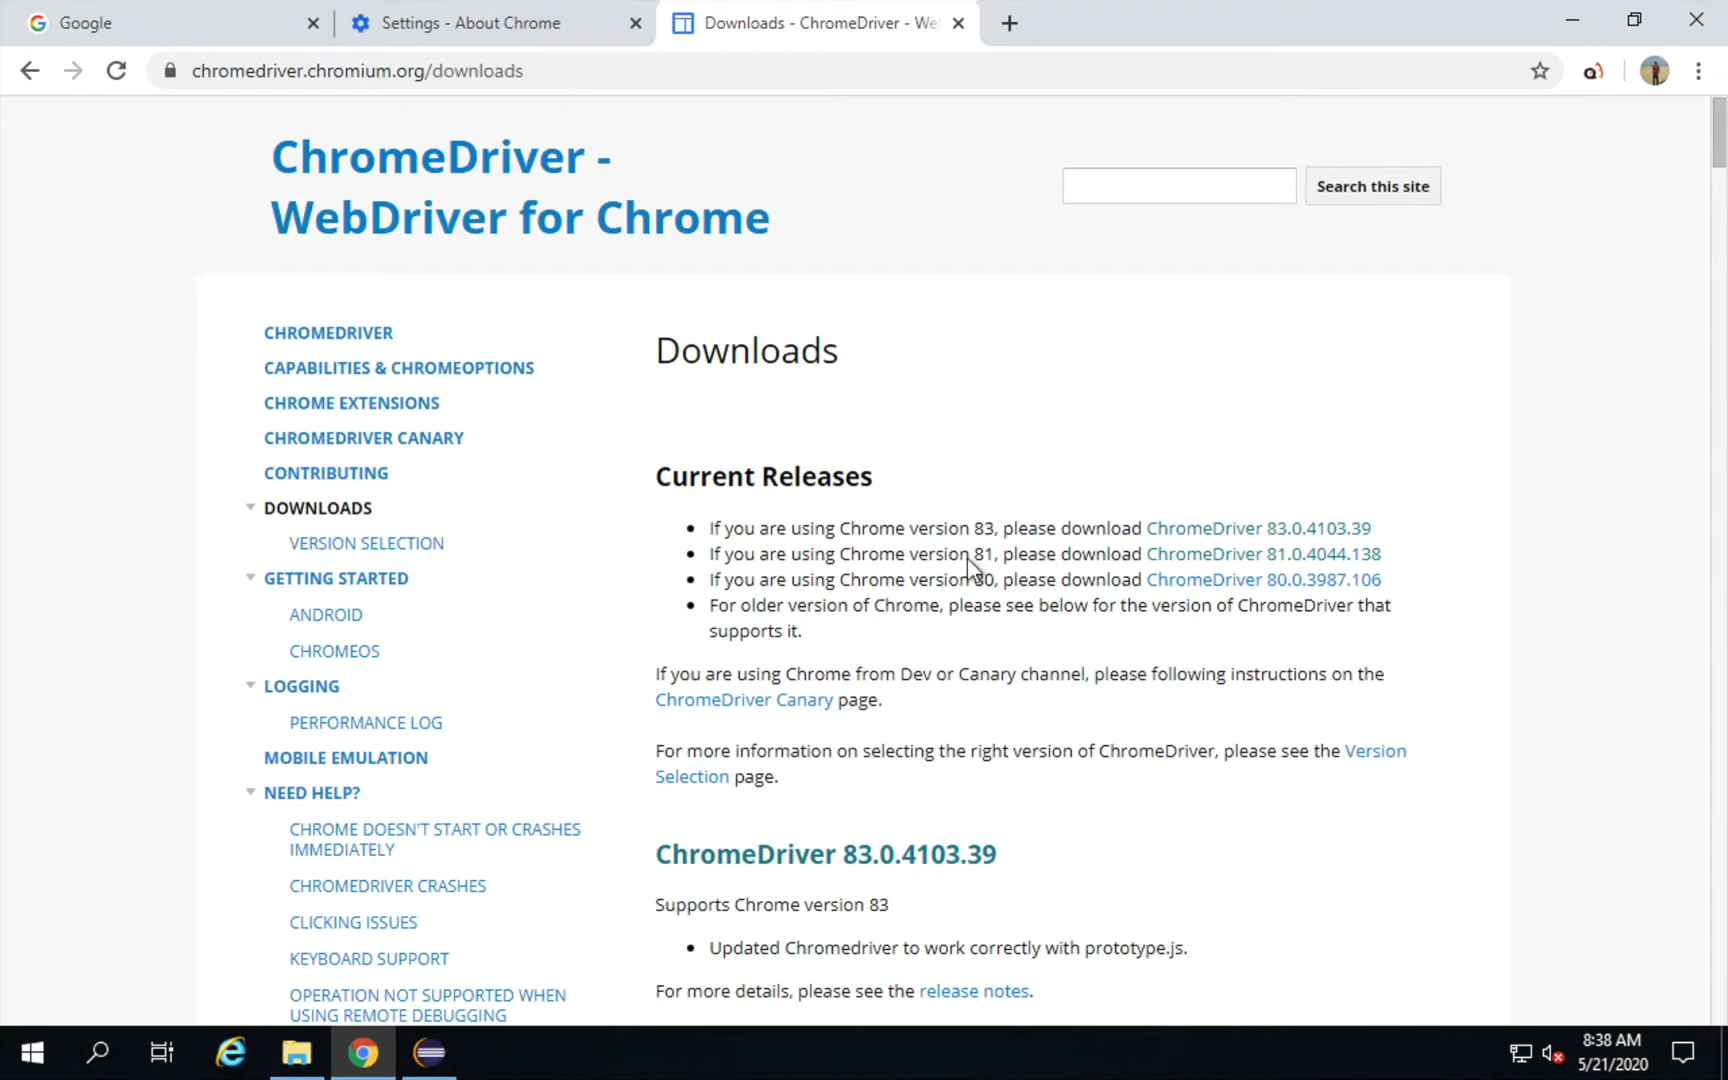 Google
Settings - About Chrome
Downloads - ChromeDriver - We
chromedriver.chromium.org/downloads
ChromeDriver -
WebDriver for Chrome
Search this site
CHROMEDRIVER
CAPABILITIES & CHROMEOPTIONS
CHROME EXTENSIONS
CHROMEDRIVER CANARY
CONTRIBUTING
DOWNLOADS
VERSION SELECTION
GETTING STARTED
ANDROID
CHROMEOS
LOGGING
PERFORMANCE LOG
MOBILE EMULATION
NEED HELP?
CHROME DOESN'T START OR CRASHES
IMMEDIATELY
CHROMEDRIVER CRASHES
CLICKING ISSUES
KEYBOARD SUPPORT
OPERATION NOT SUPPORTED WHEN
USING REMOTE DEBUGGING
Downloads
Current Releases
If you are using Chrome version 83, please download ChromeDriver 83.0.4103.39
If you are using Chrome version 81, please download ChromeDriver 81.0.4044.138
If you are using Chrome version 80, please download ChromeDriver 80.0.3987.106
For older version of Chrome, please see below for the version of ChromeDriver that
supports it.
If you are using Chrome from Dev or Canary channel, please following instructions on the
ChromeDriver Canary page.
For more information on selecting the right version of ChromeDriver, please see the Version
Selection page.
ChromeDriver 83.0.4103.39
Supports Chrome version 83
Updated Chromedriver to work correctly with prototype.js.
For more details, please see the release notes.
8:38 AM
5/21/2020